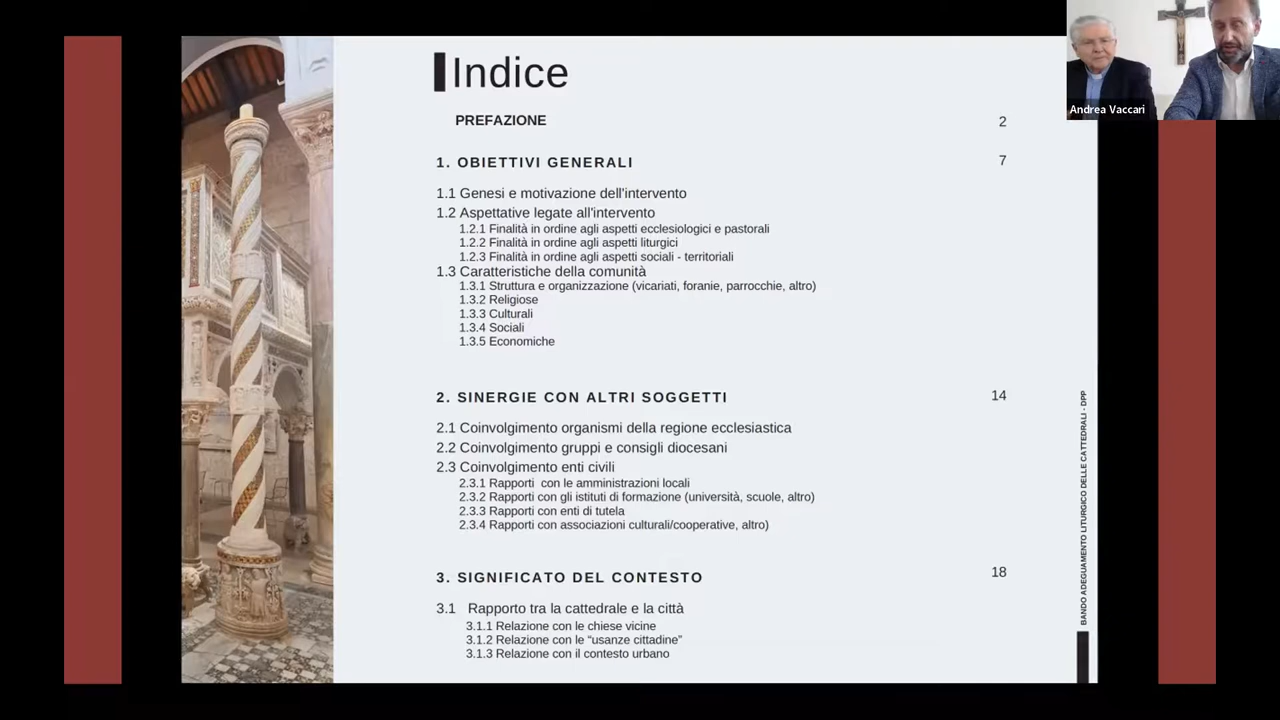 Indice
PREFAZIONE 2
1. OBIETTIVI GENERALI 7
1.1 Genesi e motivazione dell'intervento
1.2 Aspettative legate all'intervento
1.2.1 Finalità in ordine agli aspetti ecclesiologici e pastorali
1.2.2 Finalità in ordine agli aspetti liturgici
1.2.3 Finalità in ordine agli aspetti sociali - territoriali
1.3 Caratteristiche della comunità
1.3.1 Struttura e organizzazione (vicariati, foranie, parrocchie, altro)
1.3.2 Religiose
1.3.3 Culturali
1.3.4 Sociali
1.3.5 Economiche
2. SINERGIE CON ALTRI SOGGETTI 14
2.1 Coinvolgimento organismi della regione ecclesiastica
2.2 Coinvolgimento gruppi e consigli diocesani
2.3 Coinvolgimento enti civili
2.3.1 Rapporti con le amministrazioni locali
2.3.2 Rapporti con gli istituti di formazione (università, scuole, altro)
2.3.3 Rapporti con enti di tutela
2.3.4 Rapporti con associazioni culturali/cooperative, altro)
3. SIGNIFICATO DEL CONTESTO 18
3.1 Rapporto tra la cattedrale e la città
3.1.1 Relazione con le chiese vicine
3.1.2 Relazione con le “usanze cittadine”
3.1.3 Relazione con il contesto urbano
BANDO ADEGUAMENTO LITURGICO DELLE CATTEDRALI - DPP
Andrea Vaccari